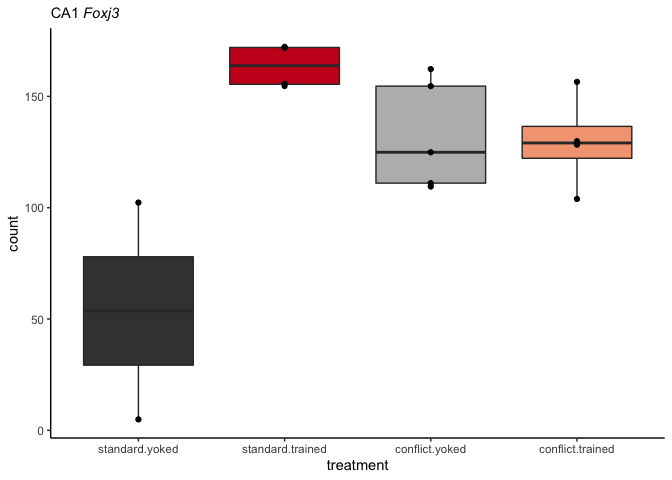 CA1 Foxj3
count
150
100
50
0
standard.yoked standard.trained conflict.yoked conflict.trained
treatment